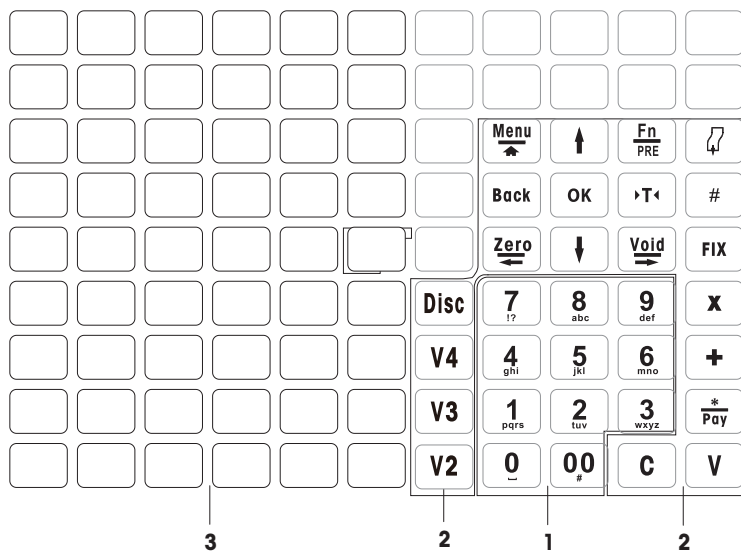 Menu Fn
PRE
Back OK T #
Zero Void FIX
Disc 7 8 9 x
!? abc def
V4 4 5 6 +
ghi jkl mno
V3 1 2 3 *
pqrs tuv wxyz Pay
V2 0 00 C V
#
3 2 1 2